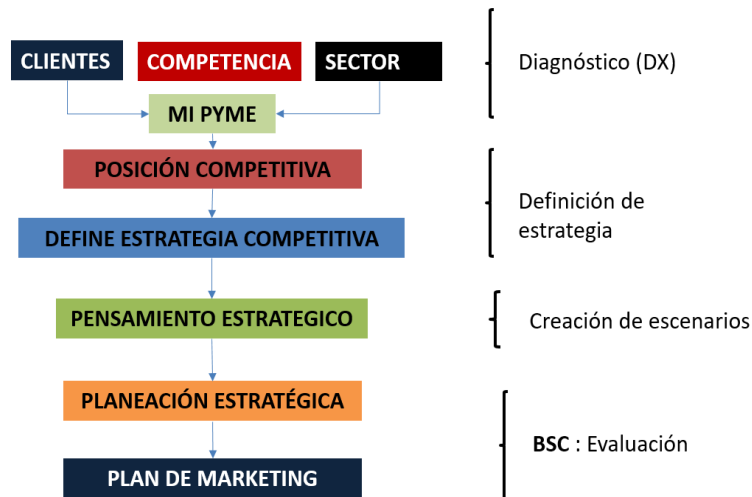 CLIENTES
COMPETENCIA
SECTOR
Diagnóstico (DX)
MI PYME
POSICIÓN COMPETITIVA
DEFINE ESTRATEGIA COMPETITIVA
Definición de
estrategia
PENSAMIENTO ESTRATEGICO
Creación de escenarios
PLANEACIÓN ESTRATÉGICA
PLAN DE MARKETING
BSC : Evaluación